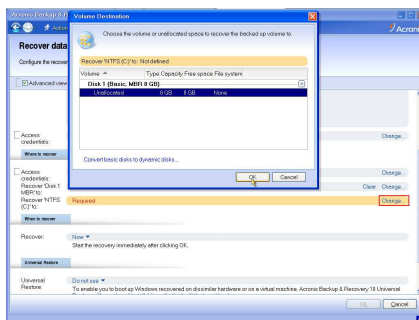 Acronis Backup & R
Volume Destination
Acron
Recover data
Configure the recover
Advanced view
Choose the volume or unallocated space to recover the backed up volume to.
Recover 'NTFS (C:)' to: Not defined
Volume Type Capacity Free space File system
Disk 1 (Basic, MBR 8 GB)
Unallocated 8 GB 8 GB None
Convert basic disks to dynamic disks...
OK Cancel
Access credentials: Change...
Where to recover
Access credentials: Change...
Recover 'Disk 1 MBR' to: Clear Change...
Recover 'NTFS (C:)' to: Required Change...
When to recover
Recover: Now
Start the recovery immediately after clicking OK.
Universal Restore
Universal Restore: Do not use
To enable you to boot up Windows recovered on dissimilar hardware or on a virtual machine, Acronis Backup & Recovery 10 Universal
OK Cancel